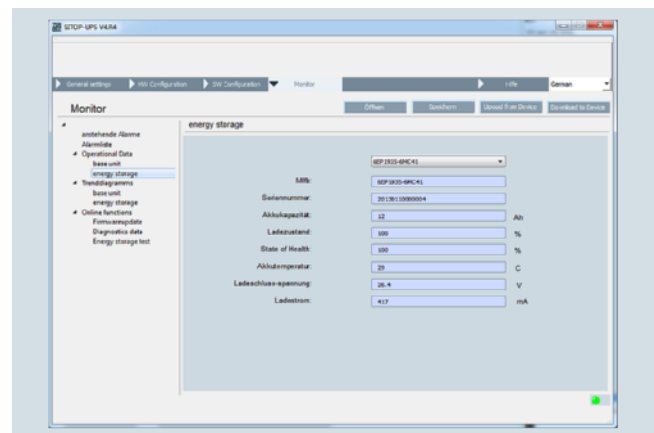 SITOP-UPS V4.R4
General settings HW Configuration SW Configuration Monitor Hilfe German
Monitor Öffnen Speichern Upload from Device Download to Device
energy storage
anstehende Alarme
Alarmliste
Operational Data
base unit
energy storage
Trenddiagramms
base unit
energy storage
Online functions
Firmwareupdate
Diagnostics data
Energy storage test
6EP1935-6MC41
Mlfb: 6EP1935-6MC41
Seriennummer:
Akkukapazität: 12 Ah
Ladezustand: 100 %
State of Health: 100 %
Akkutemperatur: 29 C
Ladeschluss-spannung: 26.4 V
Ladestrom: 417 mA